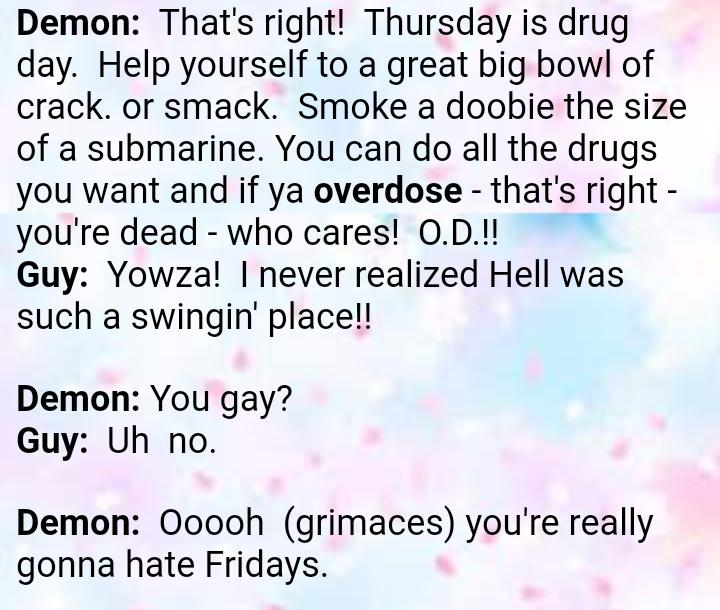 Demon:  That's right!  Thursday is drug
day.  Help yourself to a great big bowl of
crack. or smack.  Smoke a doobie the size
of a submarine. You can do all the drugs
you want and if ya overdose - that's right -
you're dead - who cares!  O.D.!!
Guy:  Yowza!  I never realized Hell was
such a swingin' place!!

Demon: You gay?
Guy:  Uh  no.

Demon:  Ooooh  (grimaces) you're really
gonna hate Fridays.